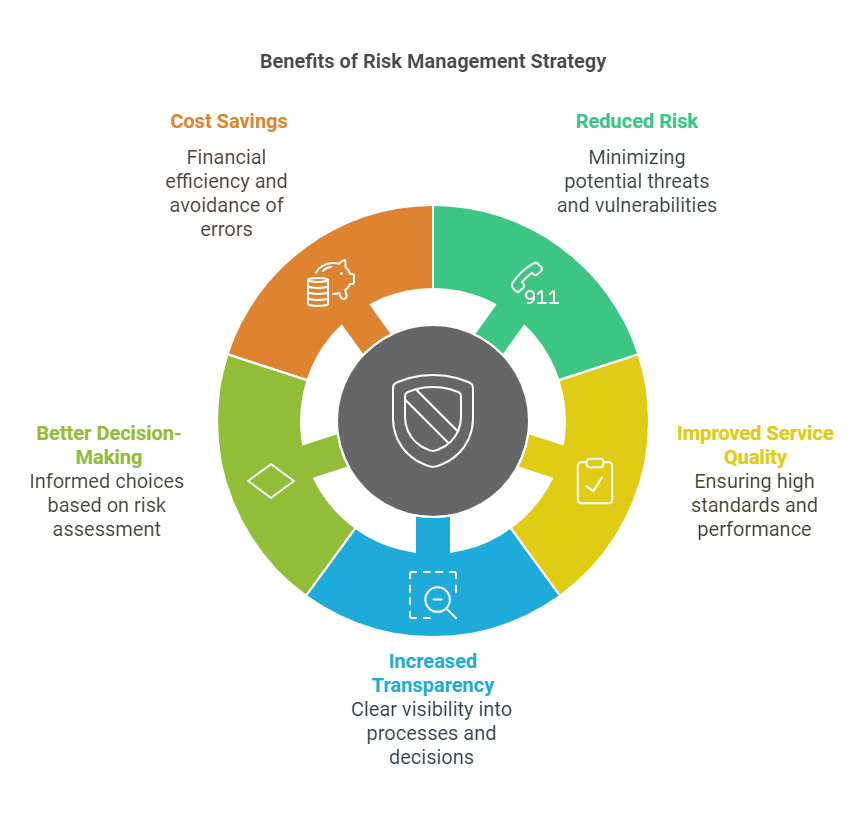 Benefits of Risk Management Strategy
Cost Savings
Financial
efficiency and
avoidance of
errors
Reduced Risk
Minimizing
potential threats
and vulnerabilities
911
Better Decision-
Making
Informed choices
based on risk
assessment
Improved Service
Quality
Ensuring high
standards and
performance
Increased
Transparency
Clear visibility into
processes and
decisions